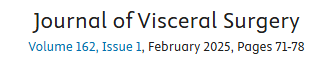 Journal of Visceral Surgery
Volume 162, Issue 1, February 2025, Pages 71-78